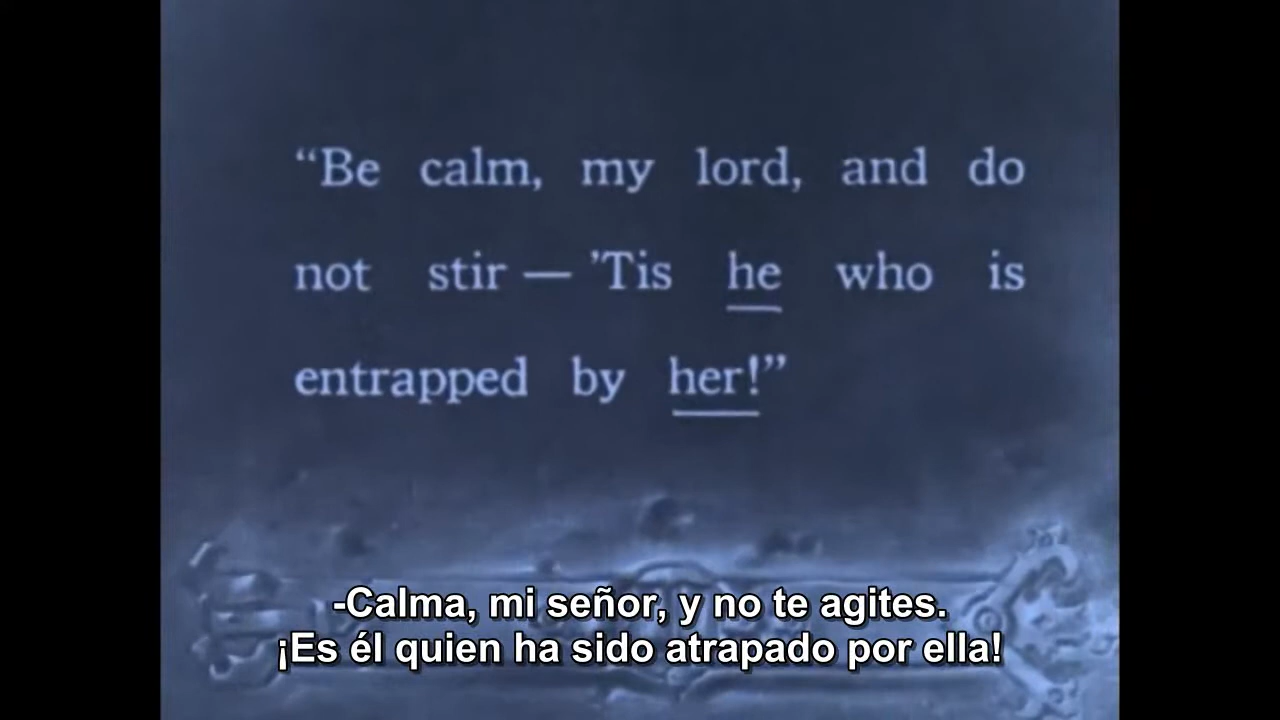 “Be calm, my lord, and do
not stir — ’Tis he who is
entrapped by her!”
-Calma, mi señor, y no te agites.
¡Es él quien ha sido atrapado por ella!